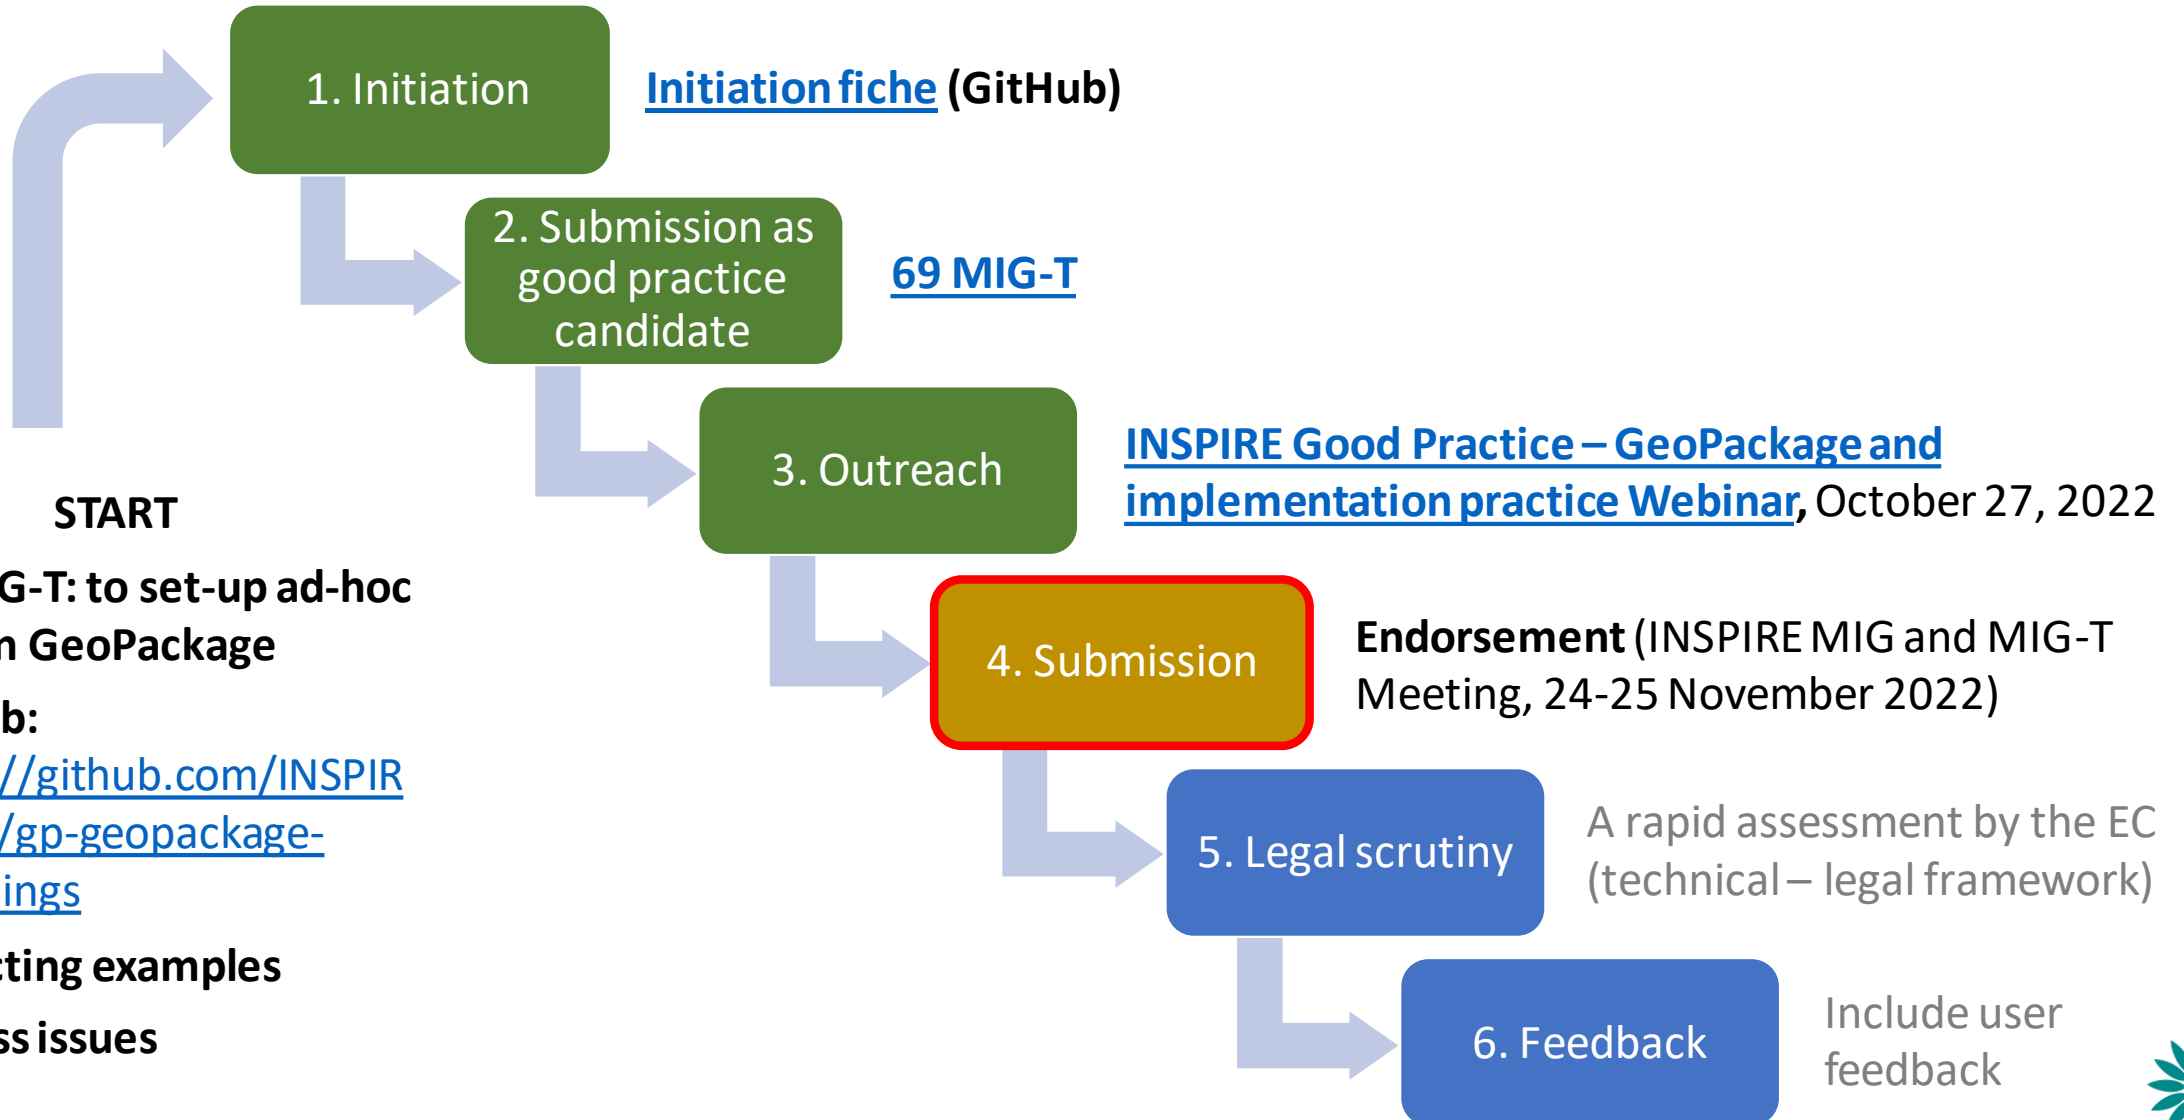 1. Initiation
Initiation fiche (GitHub)
2. Submission as
good practice
candidate
69 MIG-T
3. Outreach
INSPIRE Good Practice – GeoPackage and
implementation practice Webinar, October 27, 2022
START
G-T: to set-up ad-hoc
GeoPackage
b:
//github.com/INSPIR
/gp-geopackage-
ings
cting examples
ss issues
4. Submission
Endorsement (INSPIRE MIG and MIG-T
Meeting, 24-25 November 2022)
5. Legal scrutiny
A rapid assessment by the EC
(technical – legal framework)
6. Feedback
Include user
feedback